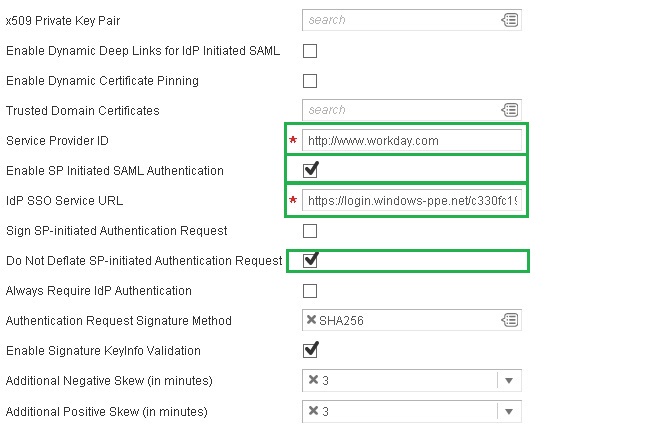 x509 Private Key Pair search
Enable Dynamic Deep Links for IdP Initiated SAML
Enable Dynamic Certificate Pinning
Trusted Domain Certificates search
Service Provider ID * http://www.workday.com
Enable SP Initiated SAML Authentication
IdP SSO Service URL * https://login.windows-ppe.net/c330fc19
Sign SP-initiated Authentication Request
Do Not Deflate SP-initiated Authentication Request
Always Require IdP Authentication
Authentication Request Signature Method SHA256
Enable Signature KeyInfo Validation
Additional Negative Skew (in minutes) 3
Additional Positive Skew (in minutes) 3